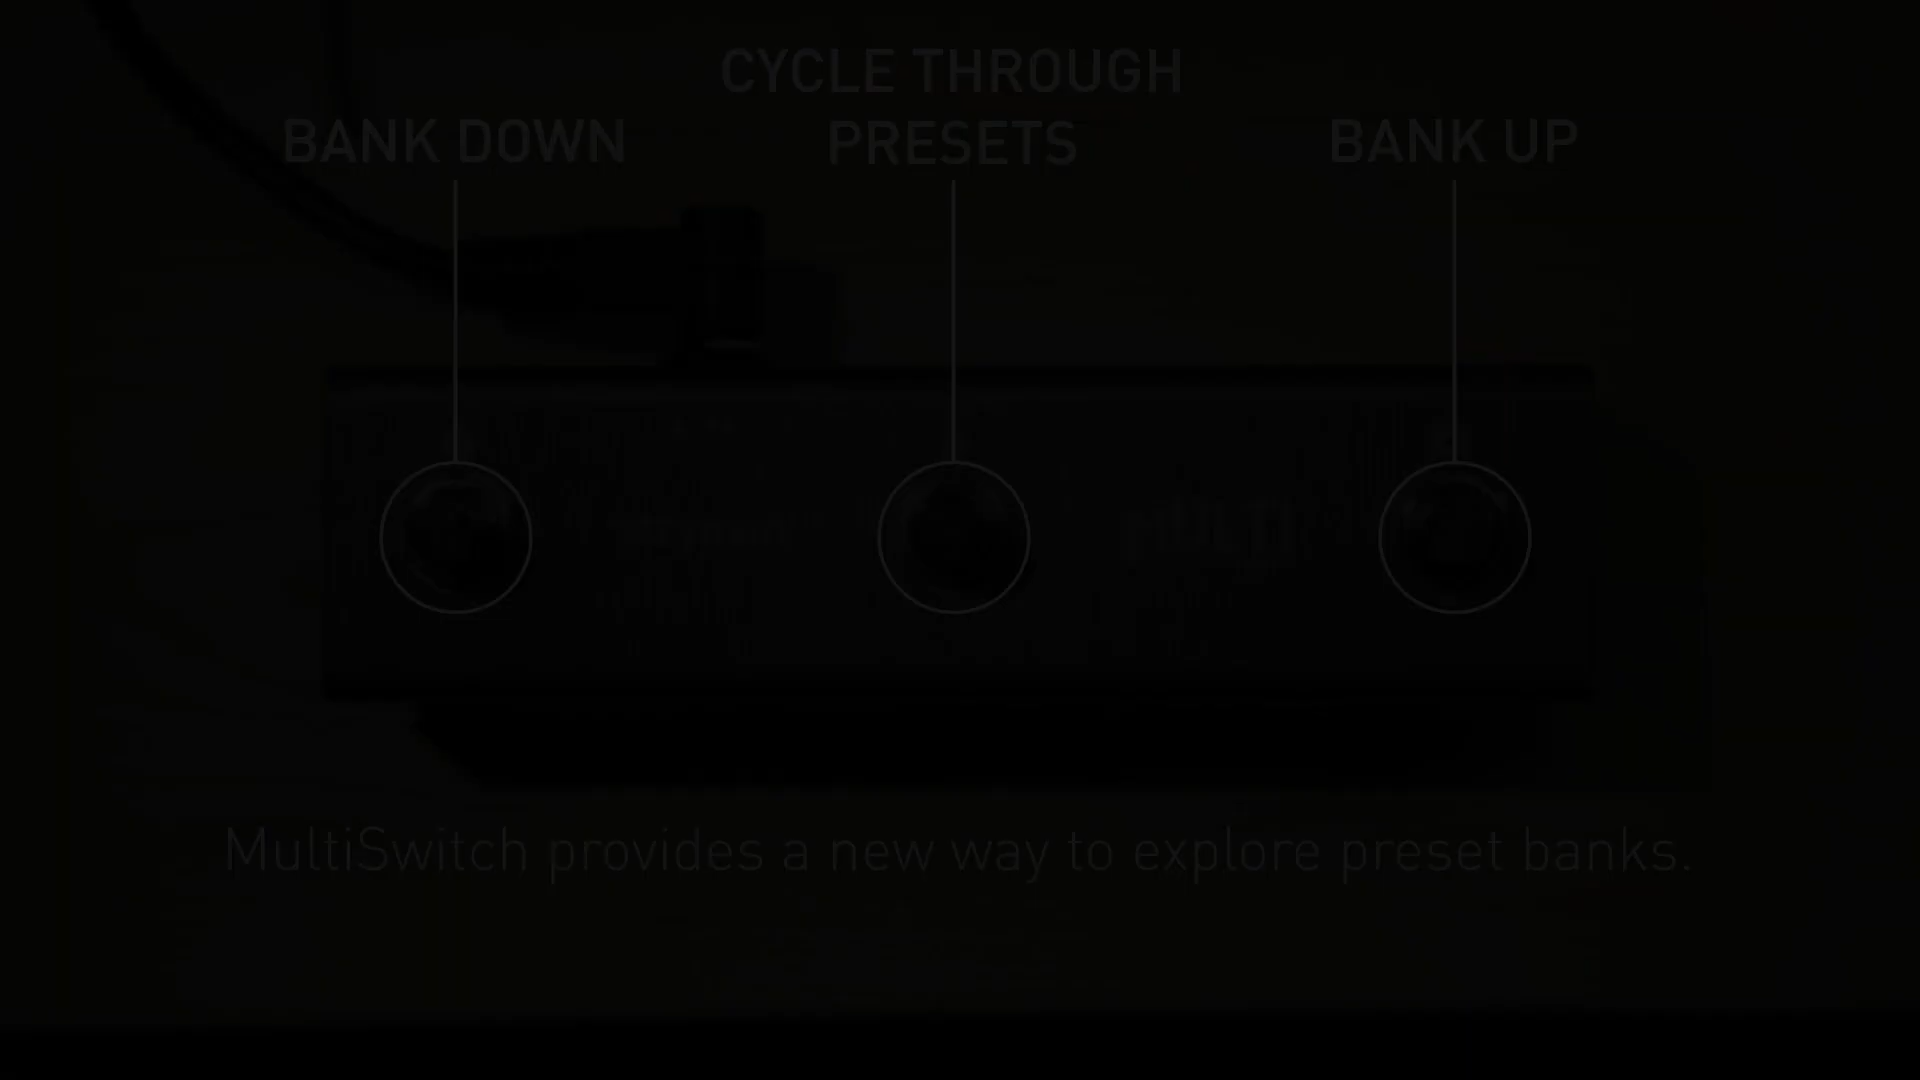 CYCLE THROUGH
BANK DOWN PRESETS BANK UP
MultiSwitch provides a new way to explore preset banks.